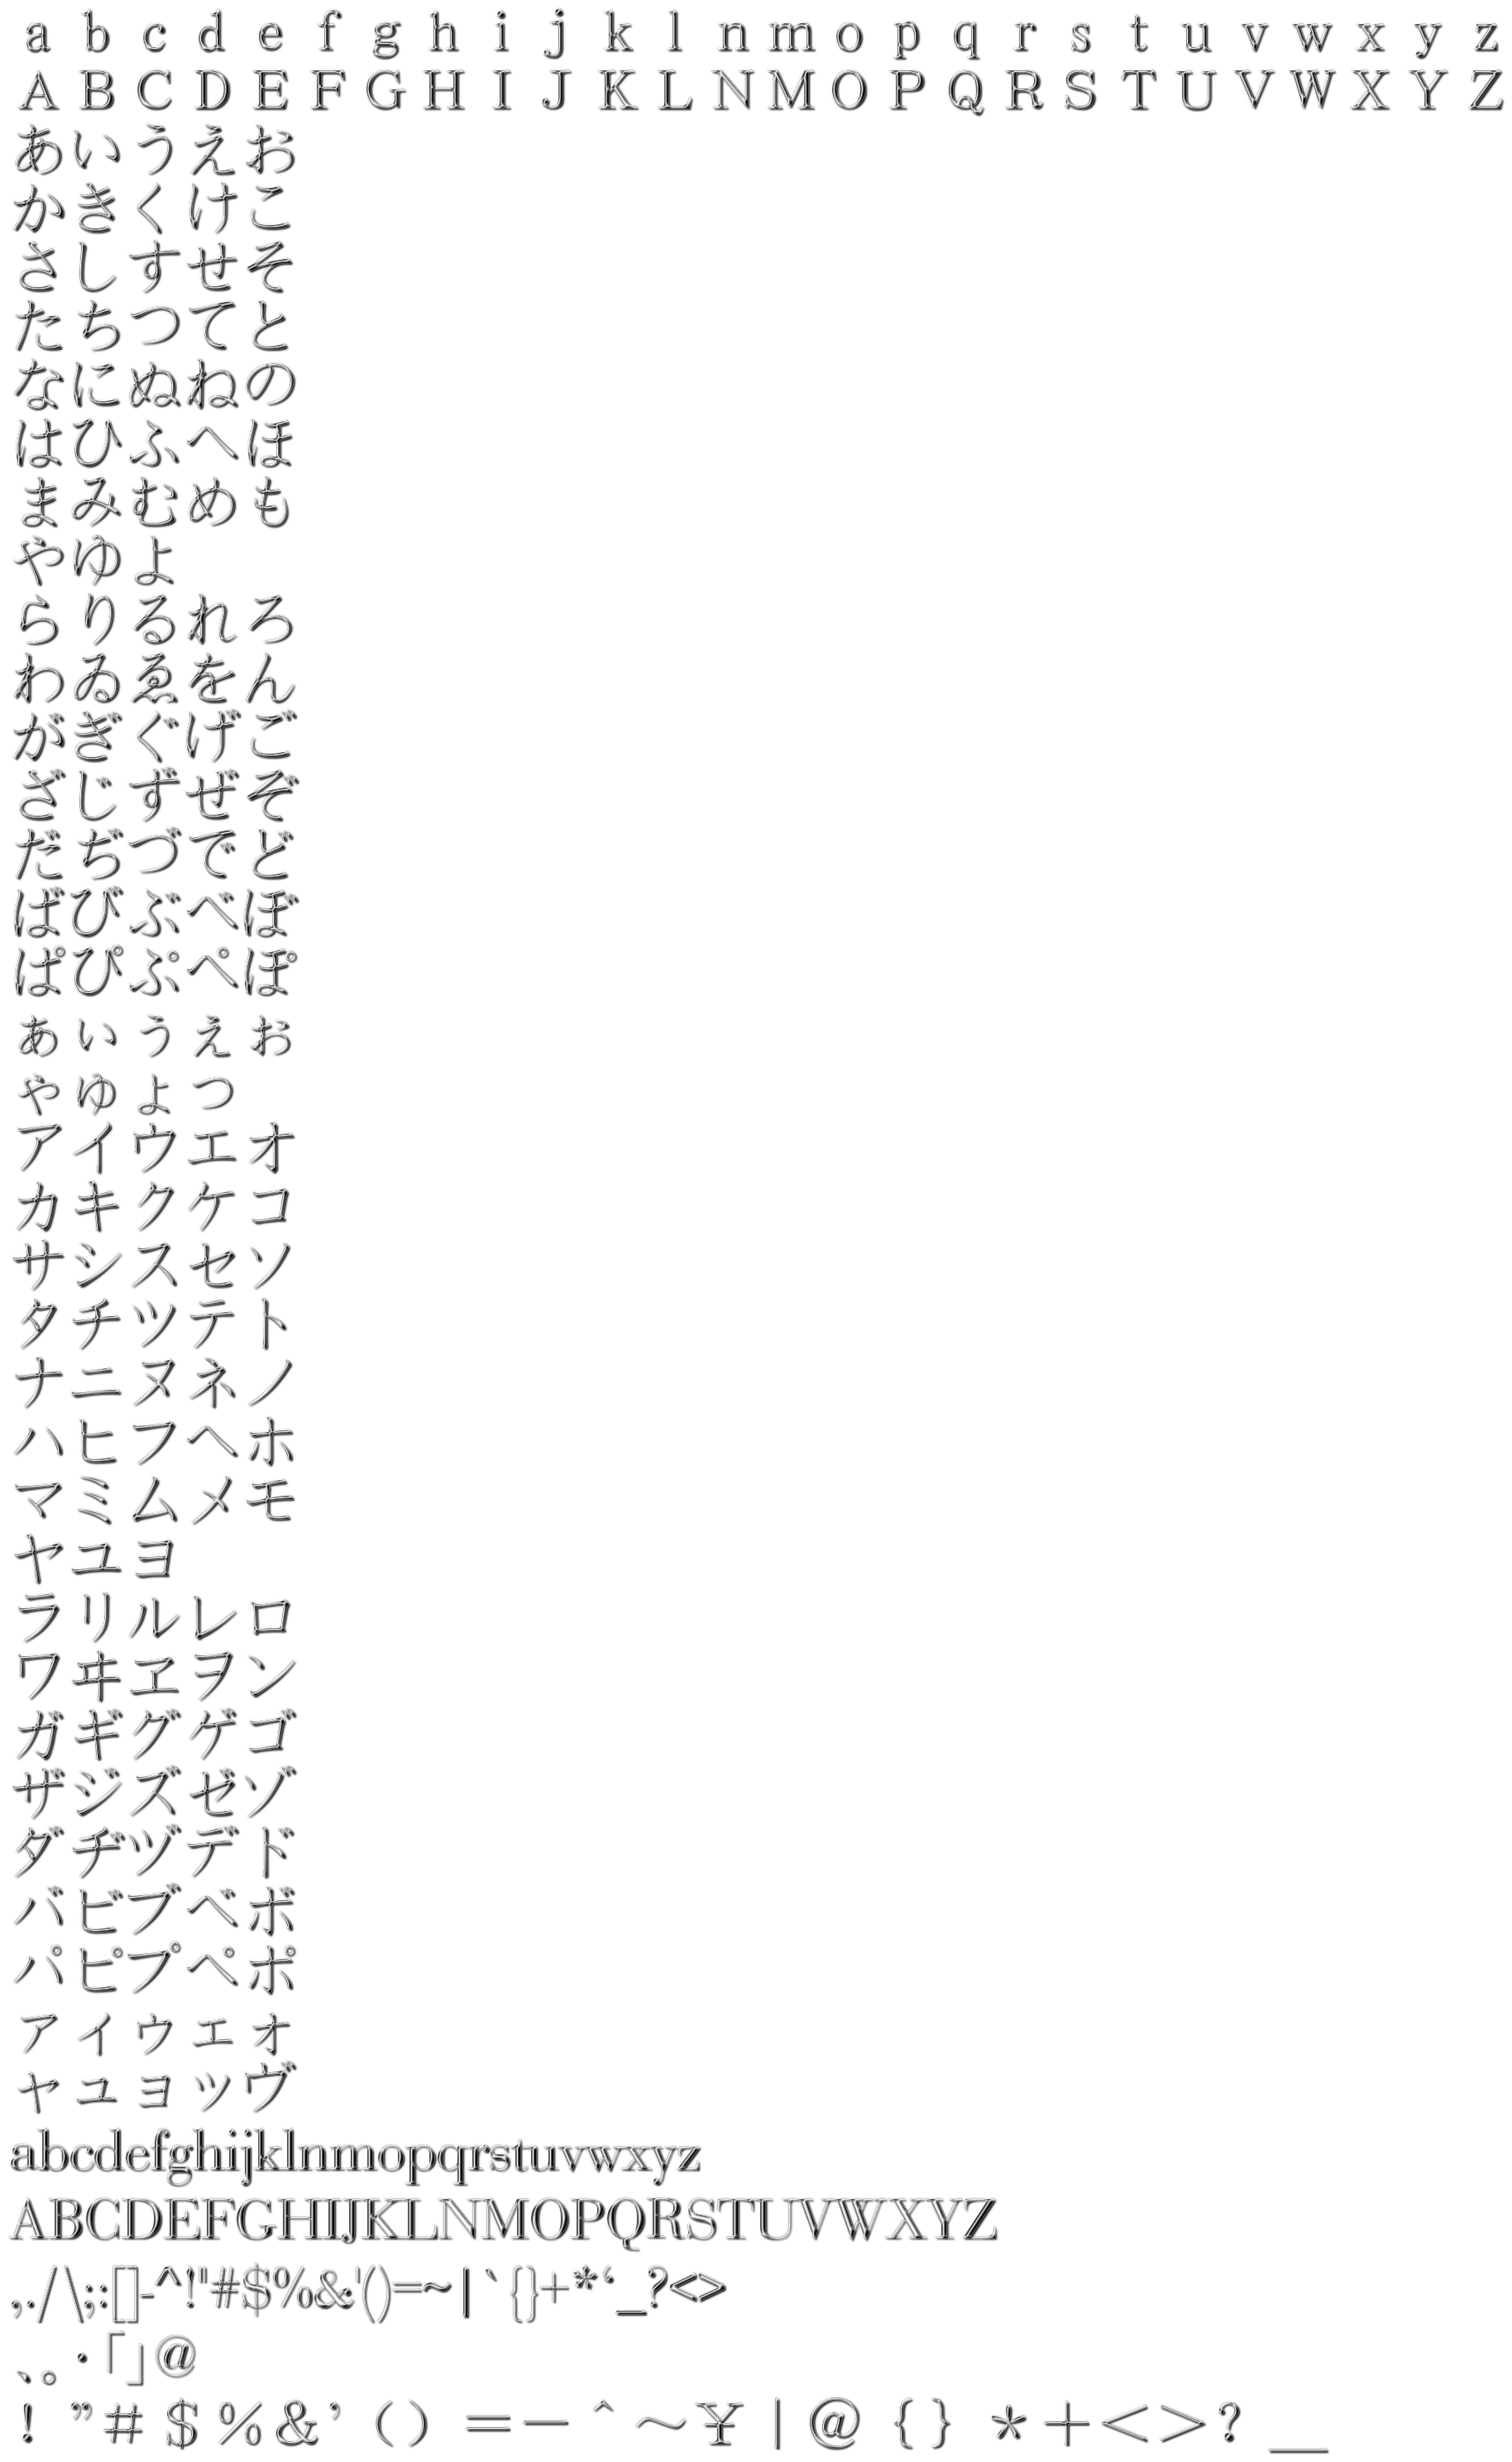 ａｂｃｄｅｆｇｈｉｊｋｌｎｍｏｐｑｒｓｔｕｖｗｘｙｚ
ＡＢＣＤＥＦＧＨＩＪＫＬＮＭＯＰＱＲＳＴＵＶＷＸＹＺ
あいうえお
かきくけこ
さしすせそ
たちつてと
なにぬねの
はひふへほ
まみむめも
やゆよ
らりるれろ
わゐゑをん
がぎぐげご
ざじずぜぞ
だぢづでど
ばびぶべぼ
ぱぴぷぺぽ
ぁぃぅぇぉ
ゃゅょっ
アイウエオ
カキクケコ
サシスセソ
タチツテト
ナニヌネノ
ハヒフヘホ
マミムメモ
ヤユヨ
ラリルレロ
ワヰヱヲン
ガギグゲゴ
ザジズゼゾ
ダヂヅデド
バビブベボ
パピプペポ
ァィゥェォ
ャュョッヴ
abcdefghijklnmopqrstuvwxyz
ABCDEFGHIJKLNMOPQRSTUVWXYZ
,./\;:[]-^!"#$%&'()=~|`{}+*‘_?<>
､｡･｢｣@
！”＃＄％＆’（）＝－＾～￥｜＠｛｝＊＋＜＞？＿